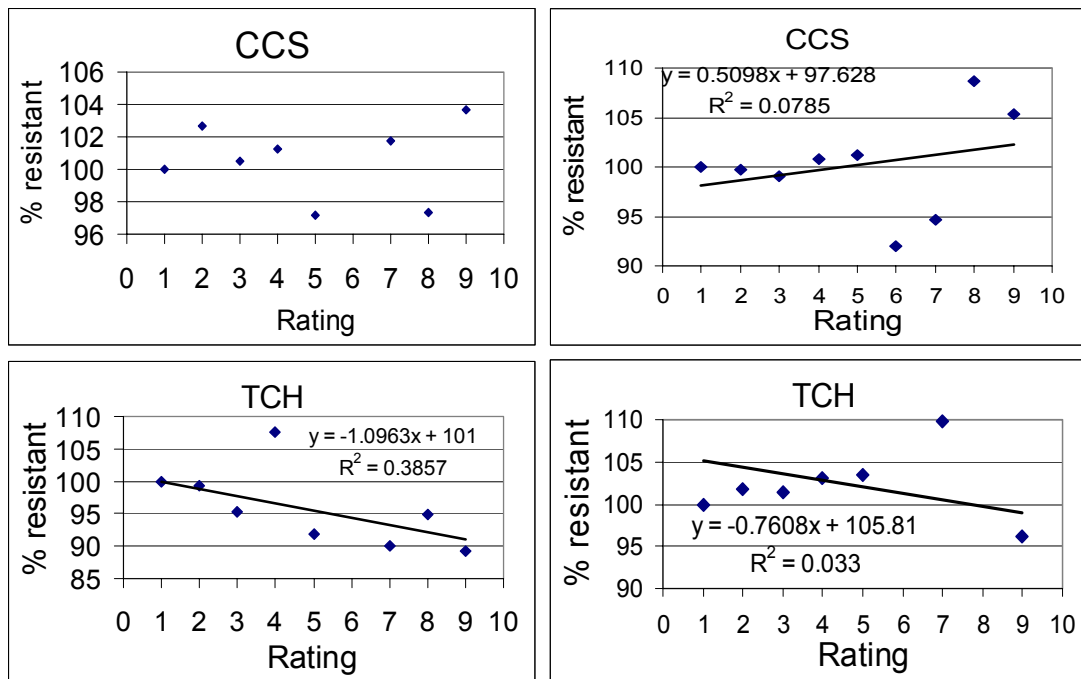 CCS
% resistant
106
104
102
100
98
96
0 1 2 3 4 5 6 7 8 9 10
Rating
CCS
y = 0.5098x + 97.628
R² = 0.0785
% resistant
110
105
100
95
90
0 1 2 3 4 5 6 7 8 9 10
Rating
TCH
y = -1.0963x + 101
R² = 0.3857
% resistant
110
105
100
95
90
85
0 1 2 3 4 5 6 7 8 9 10
Rating
TCH
% resistant
110
105
100
95
90
y = -0.7608x + 105.81
R² = 0.033
0 1 2 3 4 5 6 7 8 9 10
Rating